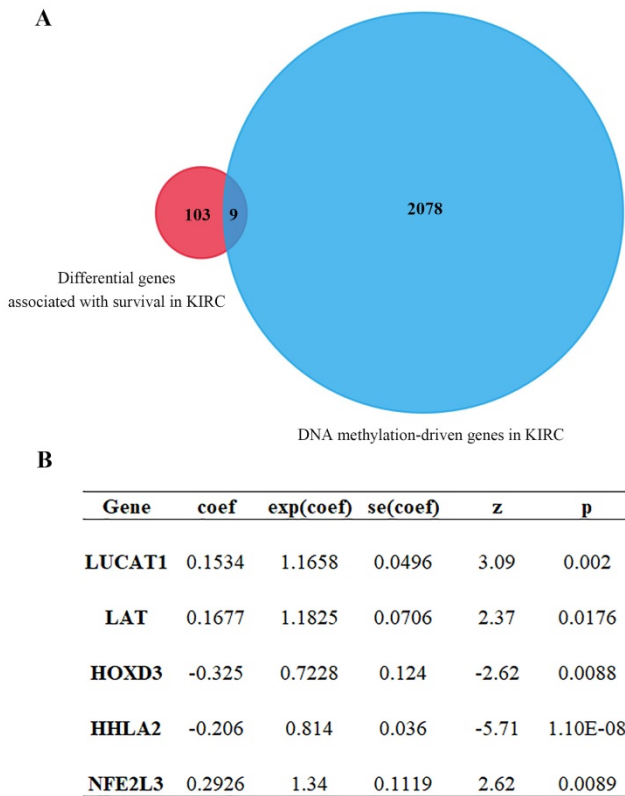 A
103 9 2078
Differential genes
associated with survival in KIRC
DNA methylation-driven genes in KIRC
B
Gene coef exp(coef) se(coef) z p
LUCAT1 0.1534 1.1658 0.0496 3.09 0.002
LAT 0.1677 1.1825 0.0706 2.37 0.0176
HOXD3 -0.325 0.7228 0.124 -2.62 0.0088
HHLA2 -0.206 0.814 0.036 -5.71 1.10E-08
NFE2L3 0.2926 1.34 0.1119 2.62 0.0089